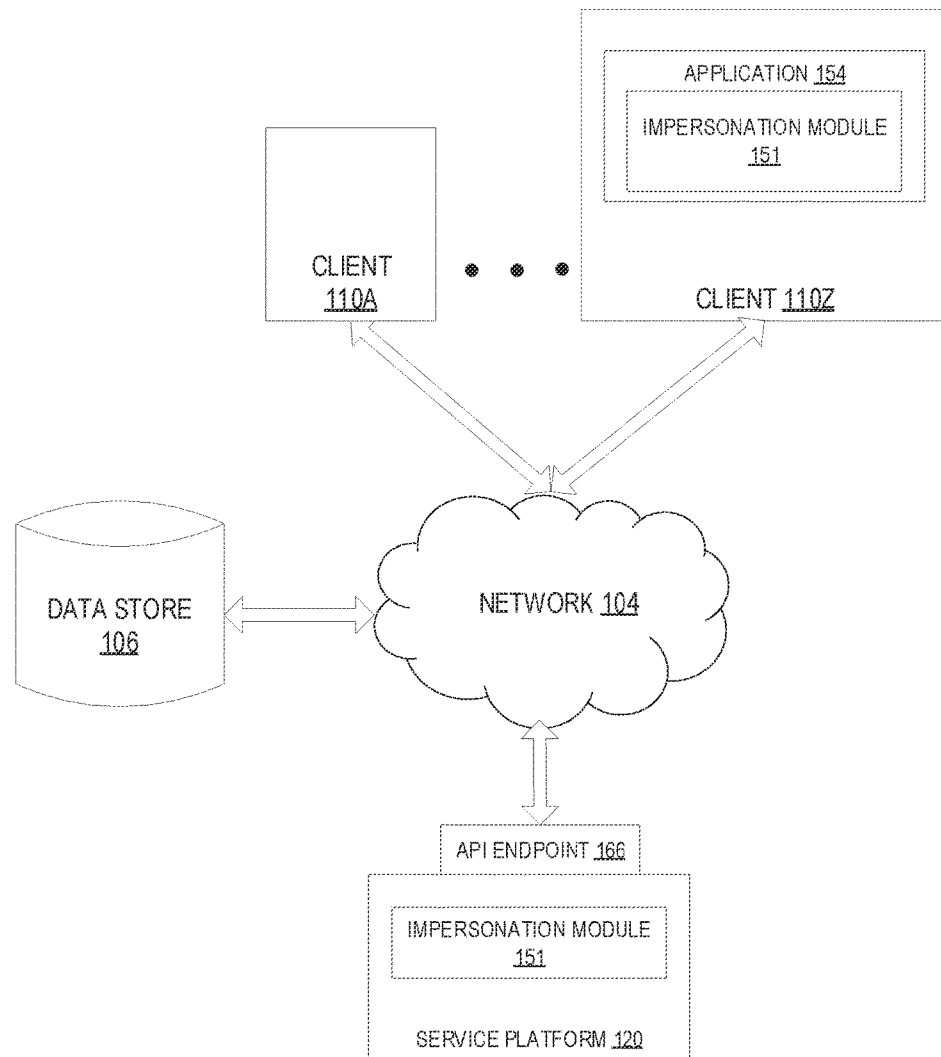 APPLICATION 154
IMPERSONATION MODULE
151
CLIENT
110A
CLIENT 110Z
DATA STORE
106
NETWORK 104
API ENDPOINT 166
IMPERSONATION MODULE
151
SERVICE PLATFORM 120